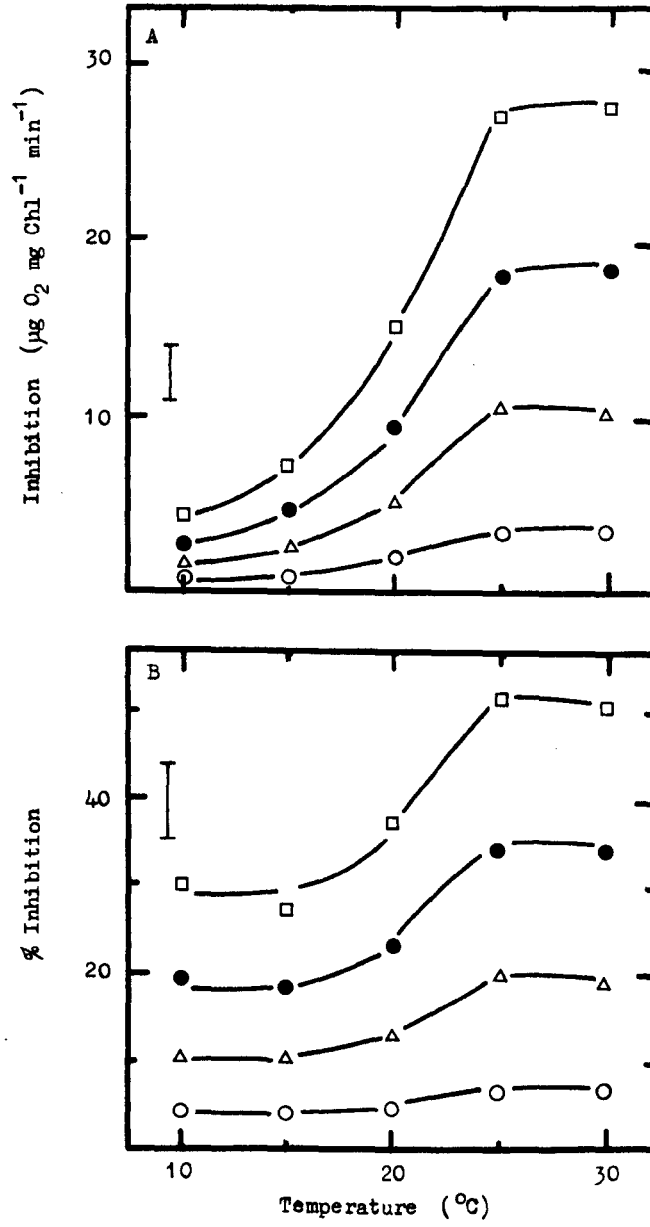 A
30
20
10
Inhibition (µg O₂ mg Chl⁻¹ min⁻¹)
B
40
20
% Inhibition
10
20
30
Temperature (°C)